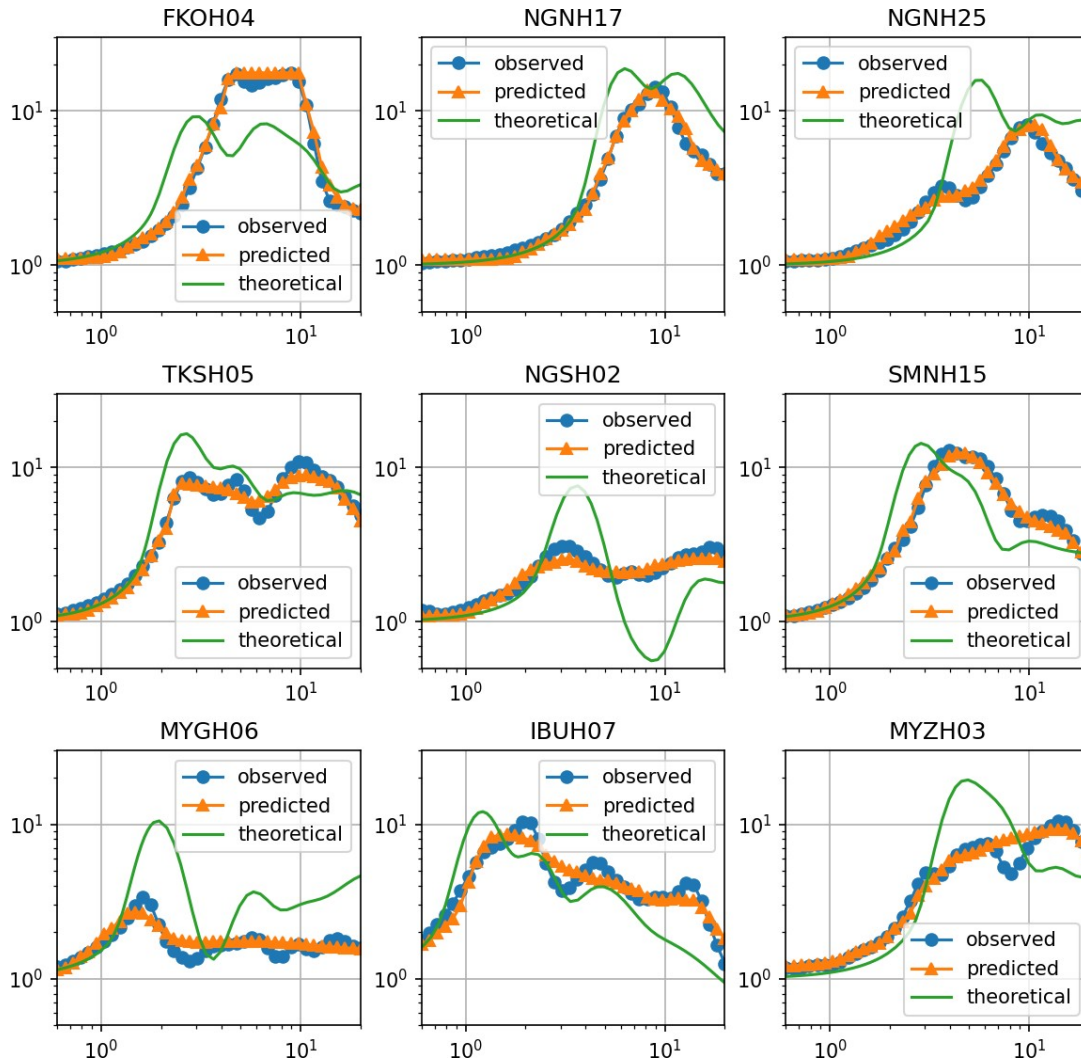 FKOH04
NGNH17
NGNH25
10¹
10⁰
observed
predicted
theoretical
10⁰
10¹
observed
predicted
theoretical
10⁰
10¹
observed
predicted
theoretical
10⁰
10¹
TKSH05
NGSH02
SMNH15
10¹
10⁰
observed
predicted
theoretical
10⁰
10¹
observed
predicted
theoretical
10⁰
10¹
observed
predicted
theoretical
10⁰
10¹
MYGH06
IBUH07
MYZH03
10¹
10⁰
observed
predicted
theoretical
10⁰
10¹
observed
predicted
theoretical
10⁰
10¹
observed
predicted
theoretical
10⁰
10¹